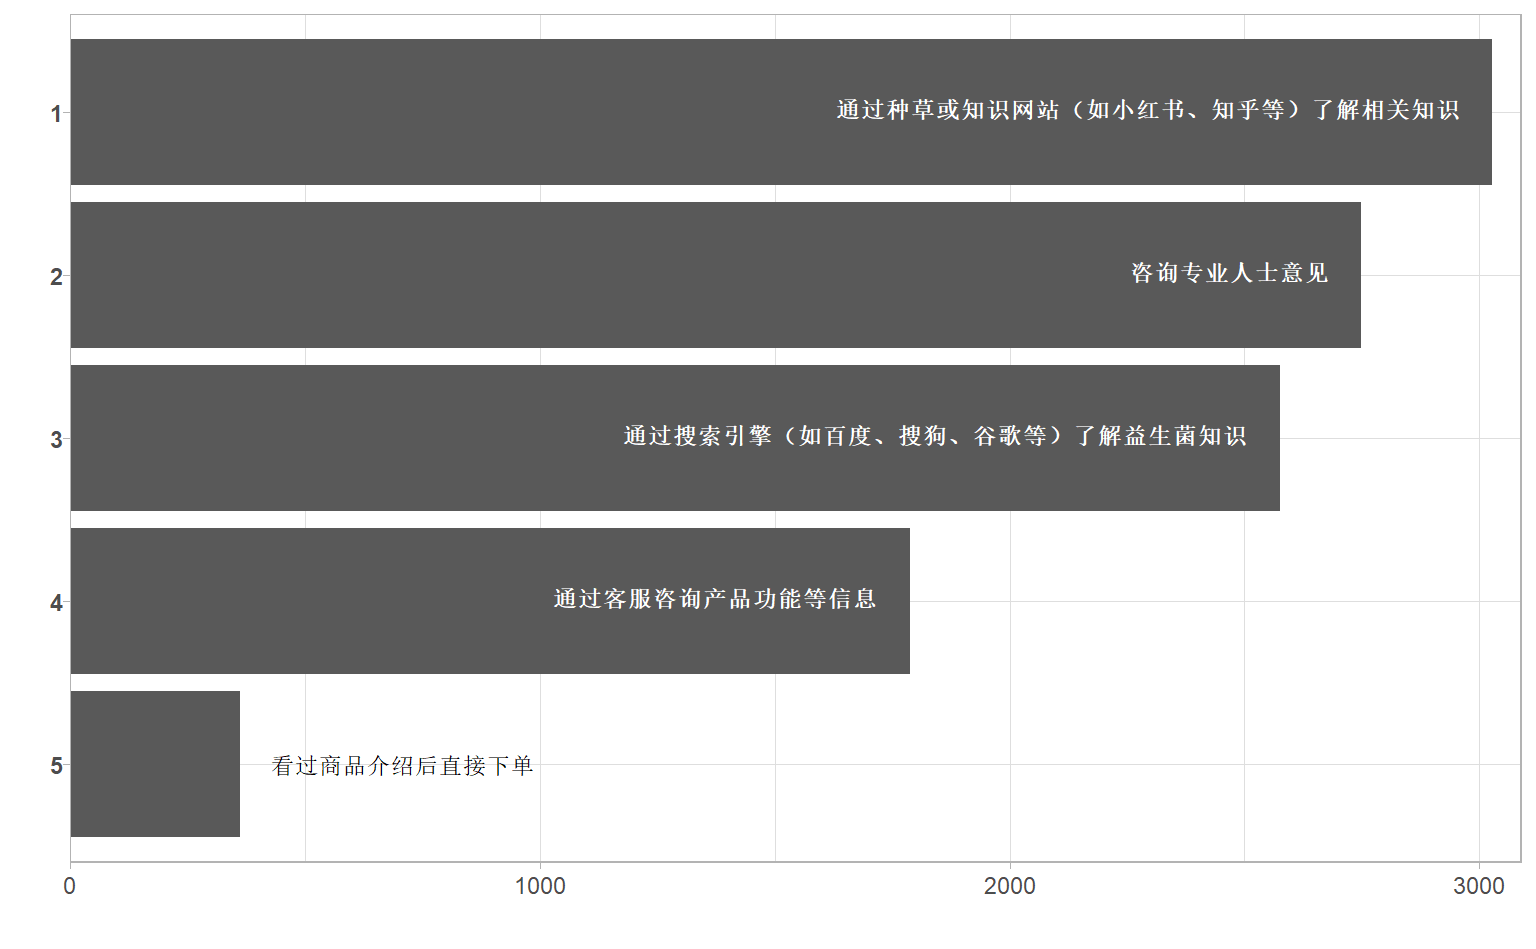 1
通过种草或知识网站（如小红书、知乎等）了解相关知识
2
咨询专业人士意见
3
通过搜索引擎（如百度、搜狗、谷歌等）了解益生菌知识
4
通过客服咨询产品功能等信息
5
看过商品介绍后直接下单
0 1000 2000 3000